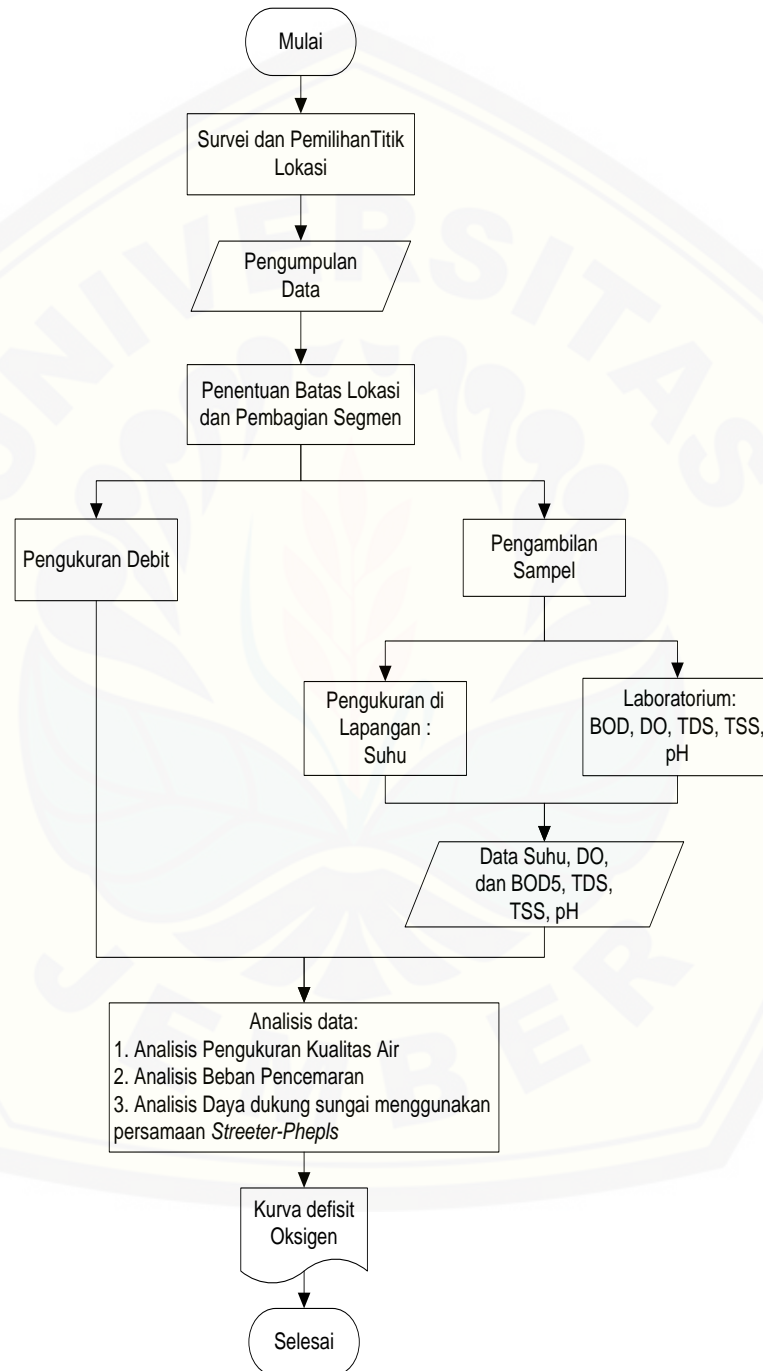 Mulai
Survei dan PemilihanTitik
Lokasi
Pengumpulan
Data
Penentuan Batas Lokasi
dan Pembagian Segmen
Pengukuran Debit
Pengambilan
Sampel
Pengukuran di
Lapangan :
Suhu
Laboratorium:
BOD, DO, TDS, TSS,
pH
Data Suhu, DO,
dan BOD5, TDS,
TSS, pH
Analisis data:
1. Analisis Pengukuran Kualitas Air
2. Analisis Beban Pencemaran
3. Analisis Daya dukung sungai menggunakan
persamaan Streeter-Phepls
Kurva defisit
Oksigen
Selesai
UNIVERSITAS
JEMBER